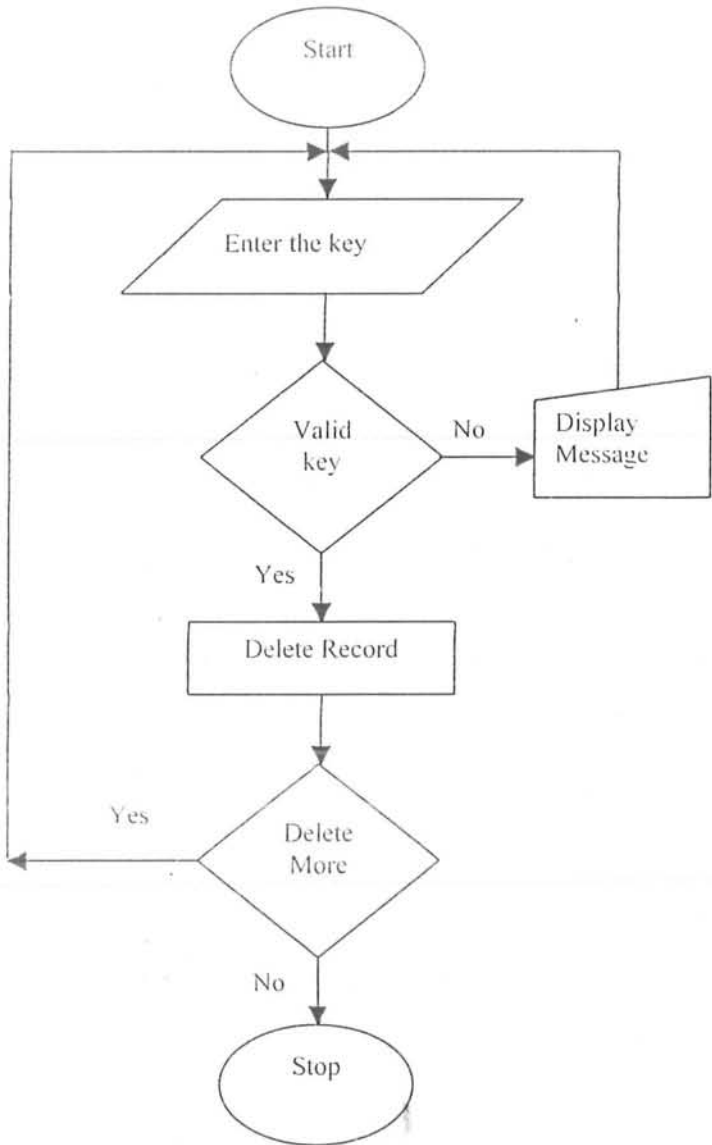 Start
Enter the key
Valid
key
No
Display
Message
Yes
Delete Record
Yes
Delete
More
No
Stop